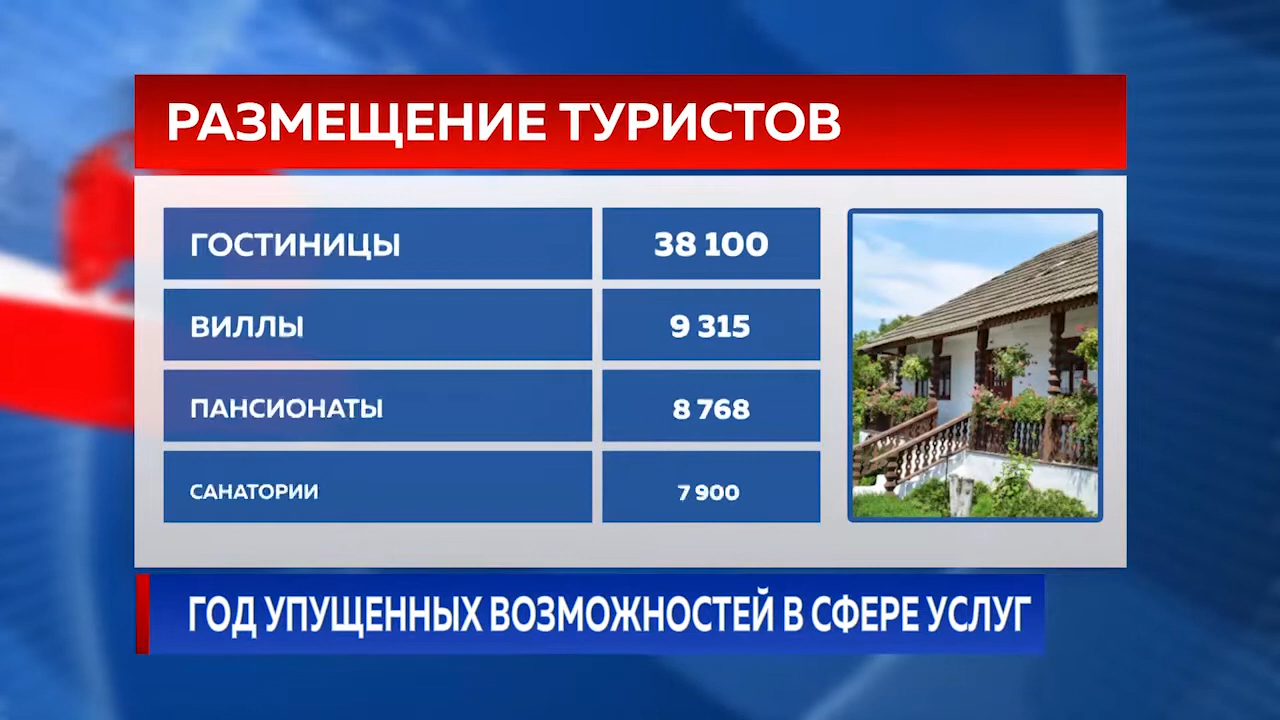 РАЗМЕЩЕНИЕ ТУРИСТОВ
ГОСТИНИЦЫ 38 100
ВИЛЛЫ 9 315
ПАНСИОНАТЫ 8 768
САНАТОРИИ 7 900
ГОД УПУЩЕННЫХ ВОЗМОЖНОСТЕЙ В СФЕРЕ УСЛУГ